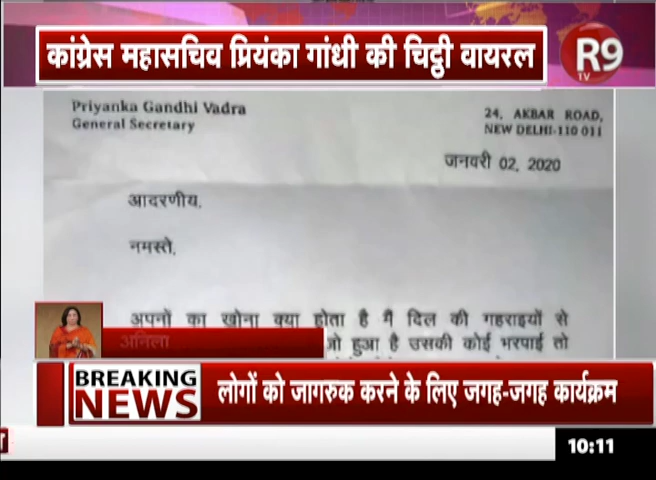 कांग्रेस महासचिव प्रियंका गांधी की चिट्ठी वायरल
R9
TV
Priyanka Gandhi Vadra
General Secretary
24, AKBAR ROAD,
NEW DELHI-110 011
जनवरी 02, 2020
आदरणीय,
नमस्ते,
अपनों का खोना क्या होता है मैं दिल की गहराइयों से
जो हुआ है उसकी कोई भरपाई तो
अनिला
BREAKING
NEWS
लोगों को जागरुक करने के लिए जगह-जगह कार्यक्रम
10:11